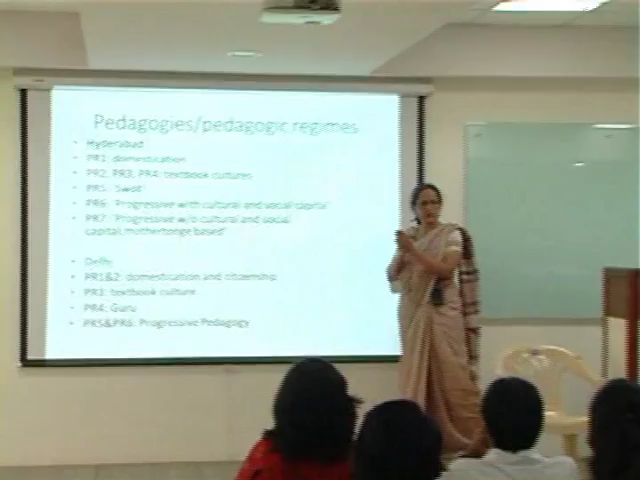 Pedagogies/pedagogic regimes
• Hyderabad
• PR1: domestication
• PR2, PR3, PR4: textbook cultures
• PR5: 'Swot'
• PR6: 'Progressive with cultural and social capital'
• PR7: 'Progressive w/o cultural and social
capital, mothertonge based'
• Delhi
• PR1&2: domestication and citizenship
• PR3: textbook culture
• PR4: Guru
• PR5&PR6: Progressive Pedagogy